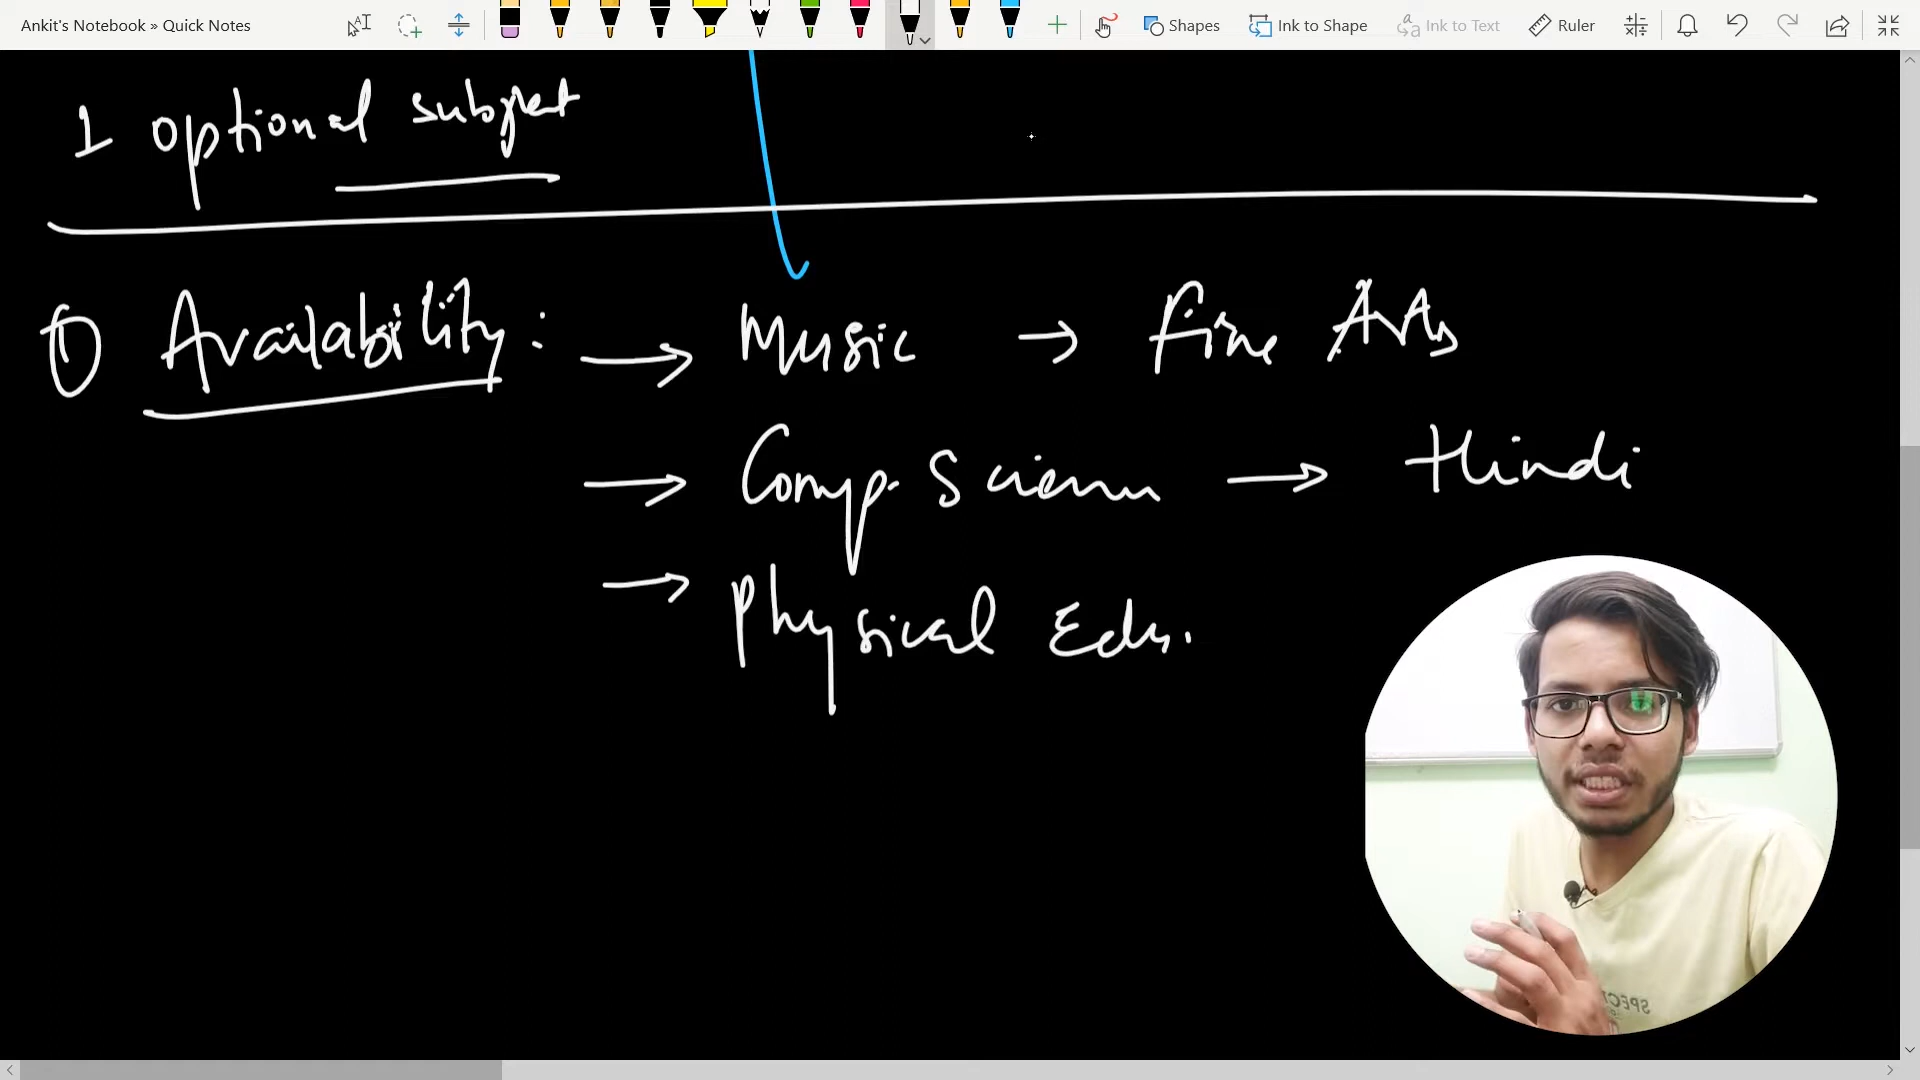 Ankit's Notebook » Quick Notes Shapes Ink to Shape Ink to Text Ruler
1 optional subject
① Availability : → Music → Fine Arts
→ Comp. Science → Hindi
→ Physical Edu.